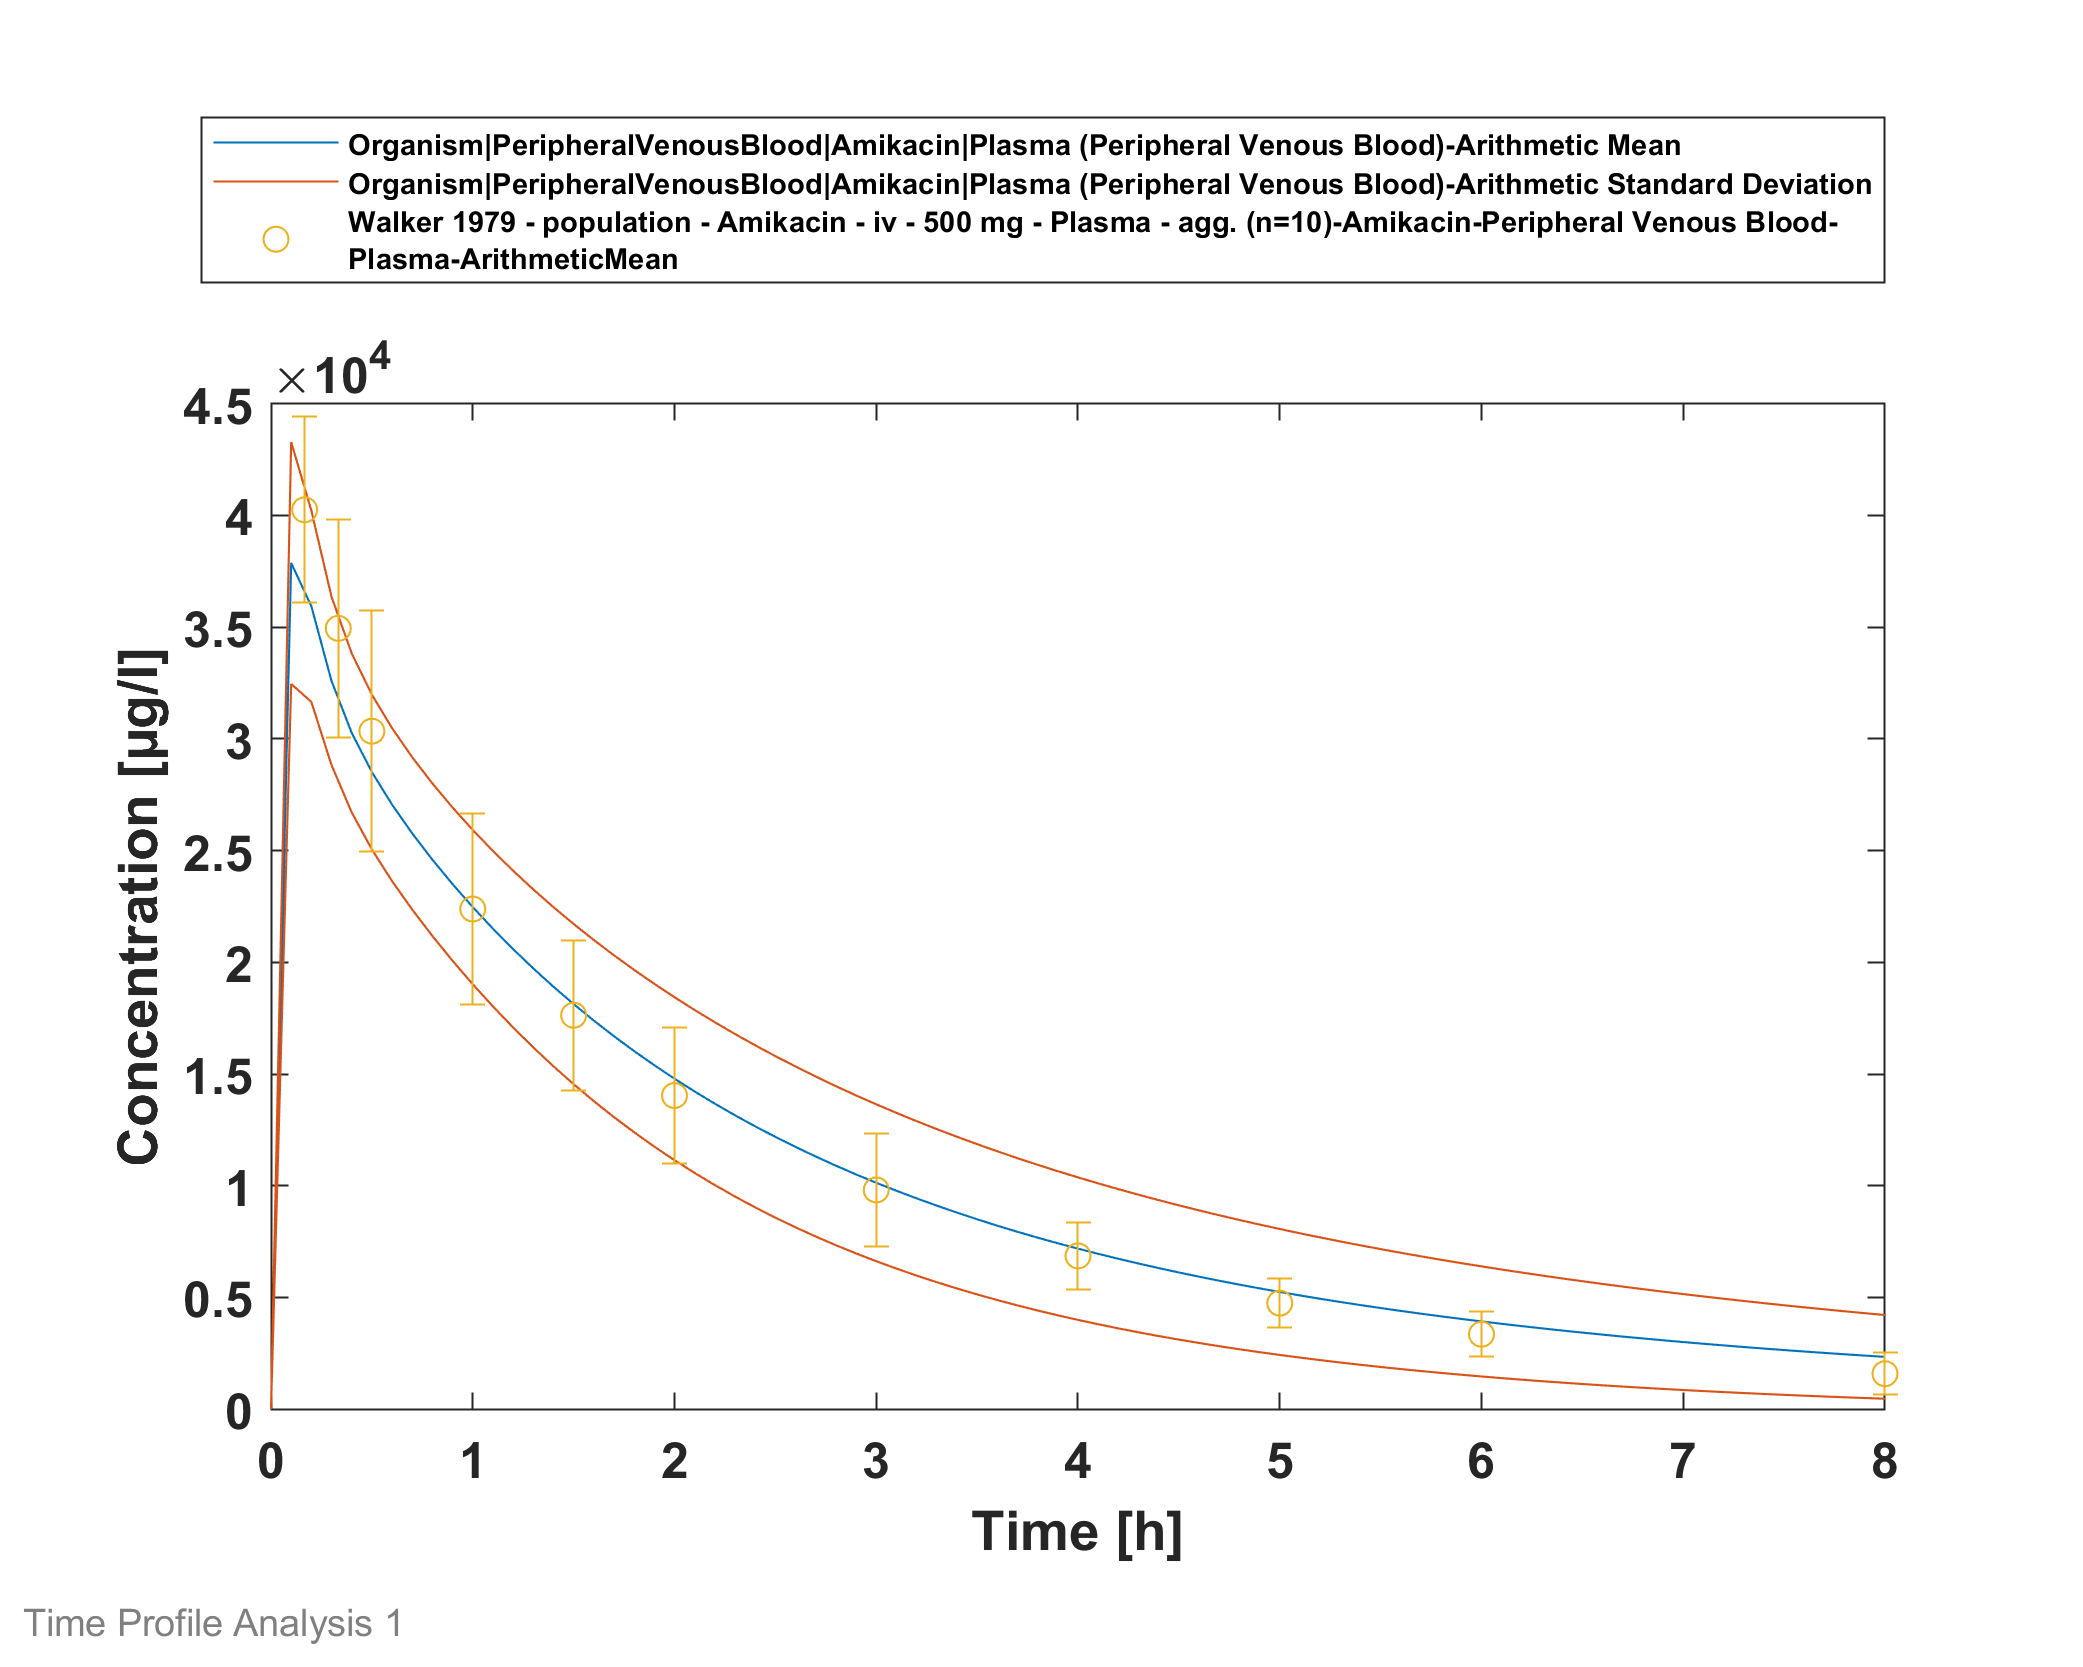 Organism|PeripheralVenousBlood|Amikacin|Plasma (Peripheral Venous Blood)-Arithmetic Mean
Organism|PeripheralVenousBlood|Amikacin|Plasma (Peripheral Venous Blood)-Arithmetic Standard Deviation
Walker 1979 - population - Amikacin - iv - 500 mg - Plasma - agg. (n=10)-Amikacin-Peripheral Venous Blood-
Plasma-ArithmeticMean
×10⁴
4.5
4
3.5
3
2.5
2
1.5
1
0.5
0
Concentration [µg/l]
0 1 2 3 4 5 6 7 8
Time [h]
Time Profile Analysis 1